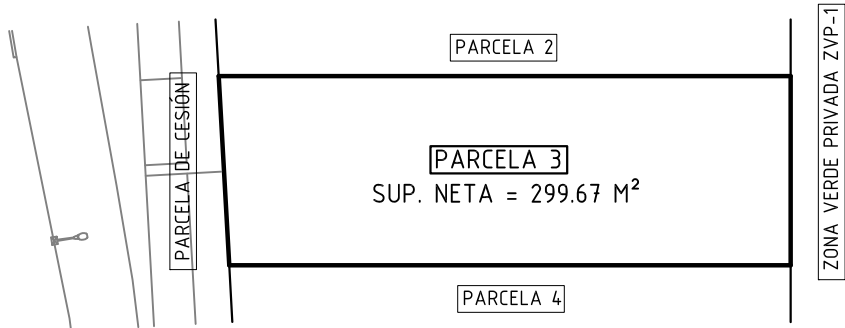 PARCELA 2
PARCELA DE CESIÓN
PARCELA 3
SUP. NETA = 299.67 M²
PARCELA 4
ZONA VERDE PRIVADA ZVP-1